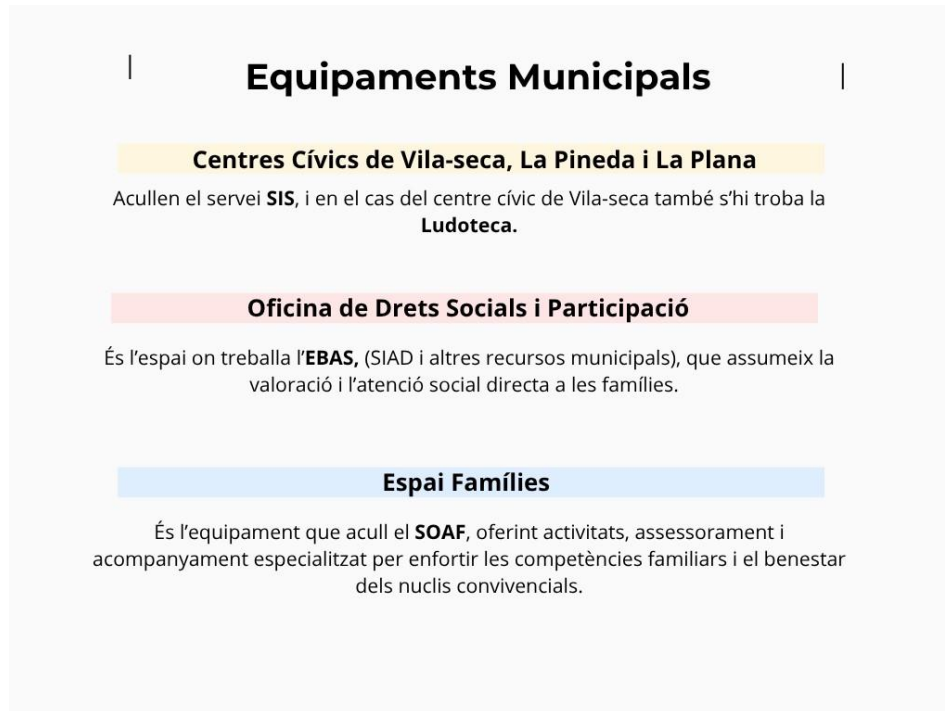 Equipaments Municipals
Centres Cívics de Vila-seca, La Pineda i La Plana
Acullen el servei SIS, i en el cas del centre cívic de Vila-seca també s’hi troba la
Ludoteca.
Oficina de Drets Socials i Participació
És l’espai on treballa l’EBAS, (SIAD i altres recursos municipals), que assumeix la
valoració i l’atenció social directa a les famílies.
Espai Famílies
És l’equipament que acull el SOAF, oferint activitats, assessorament i
acompanyament especialitzat per enfortir les competències familiars i el benestar
dels nuclis convivencials.